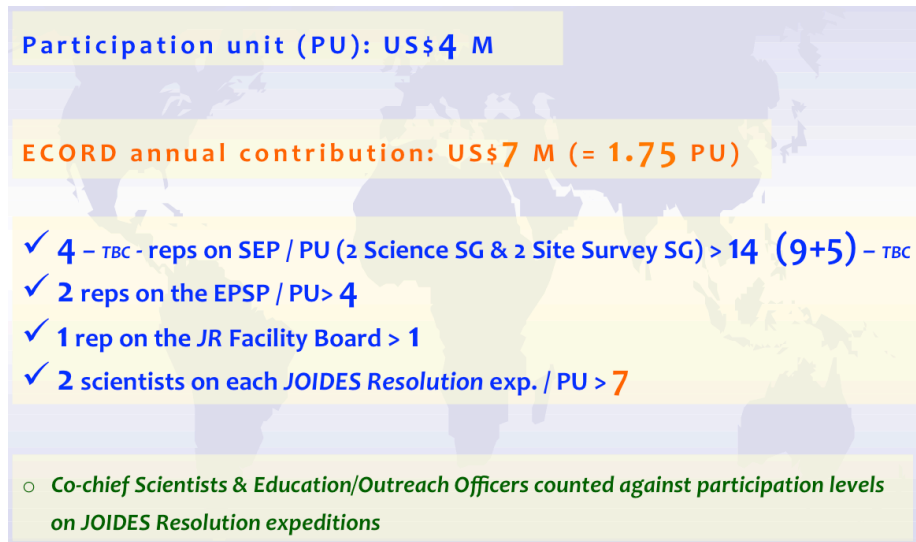 Participation unit (PU): US$4 M
ECORD annual contribution: US$7 M (= 1.75 PU)
✓ 4 – TBC - reps on SEP / PU (2 Science SG & 2 Site Survey SG) > 14 (9+5) – TBC
✓ 2 reps on the EPSP / PU> 4
✓ 1 rep on the JR Facility Board > 1
✓ 2 scientists on each JOIDES Resolution exp. / PU > 7
○ Co-chief Scientists & Education/Outreach Officers counted against participation levels
on JOIDES Resolution expeditions